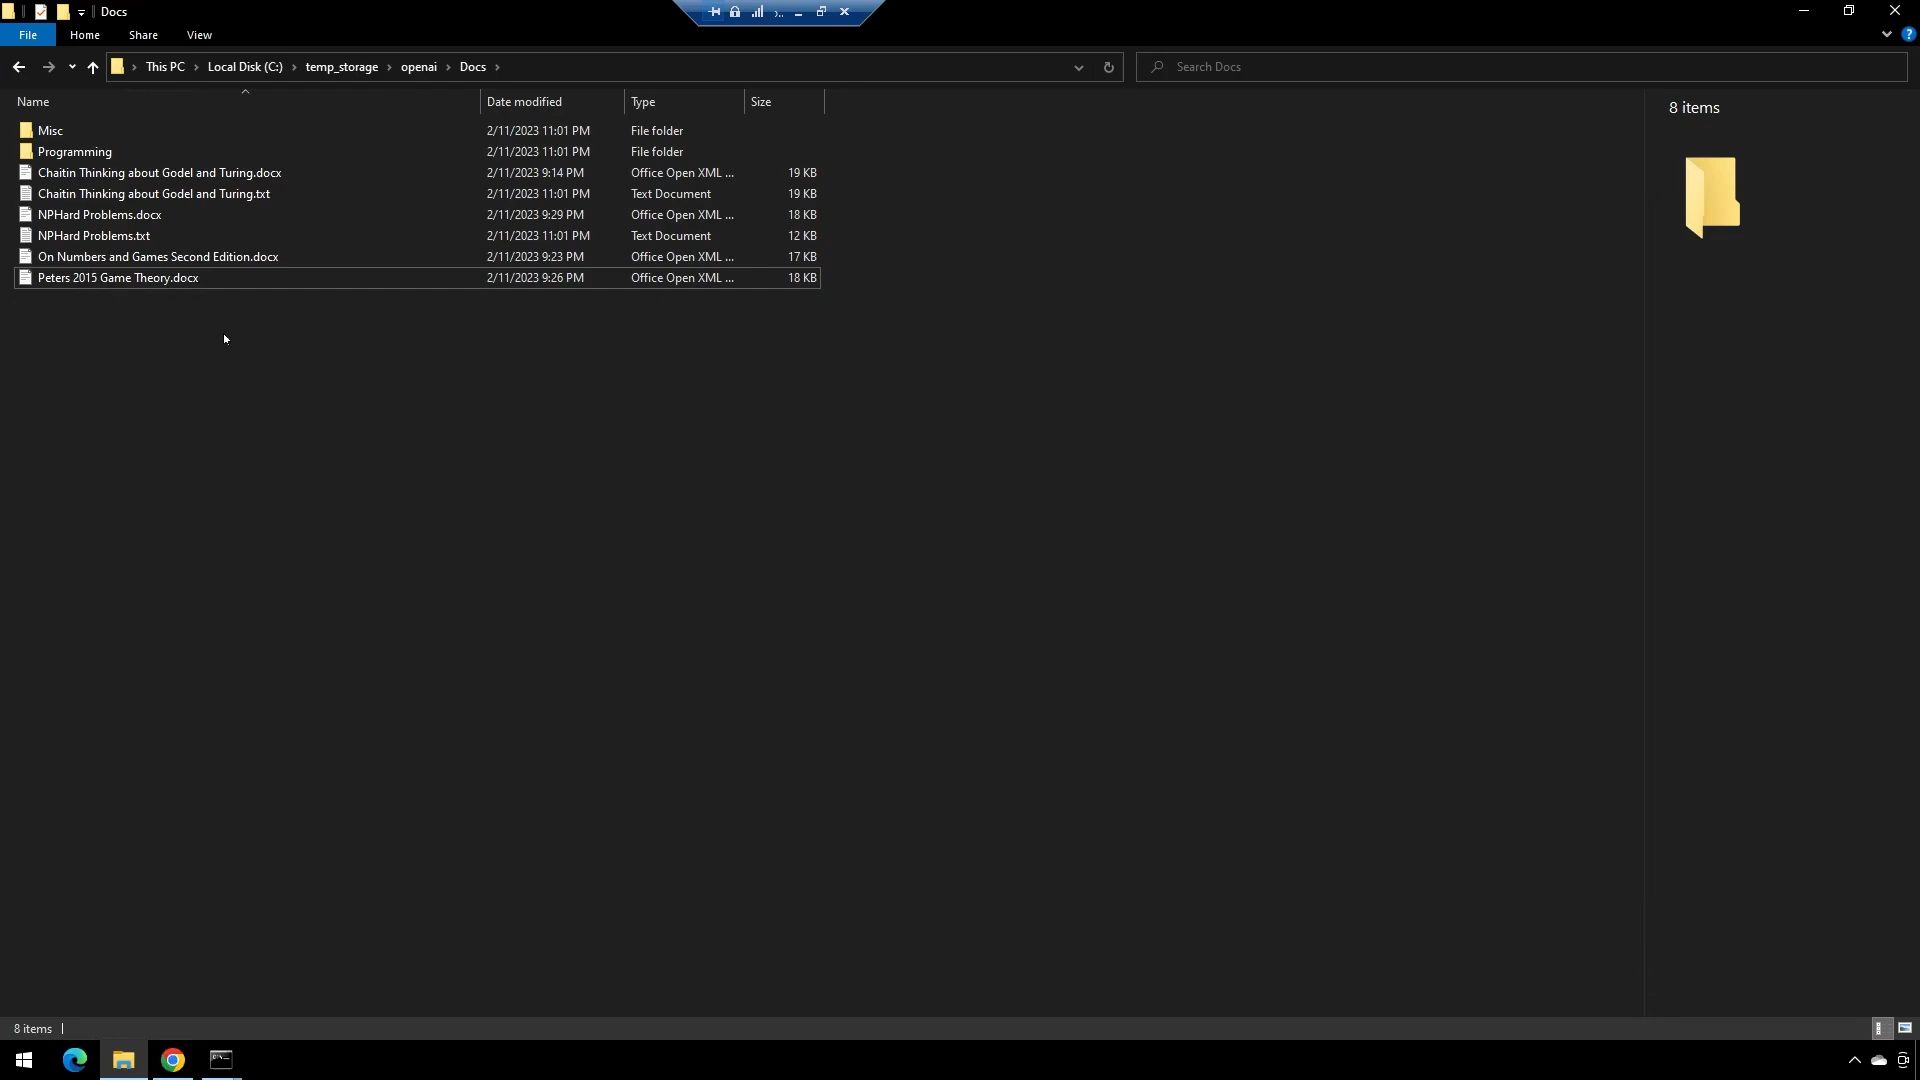 Docs
File Home Share View
This PC > Local Disk (C:) > temp_storage > openai > Docs >
Search Docs
Name Date modified Type Size
Misc 2/11/2023 11:01 PM File folder
Programming 2/11/2023 11:01 PM File folder
Chaitin Thinking about Godel and Turing.docx 2/11/2023 9:14 PM Office Open XML ... 19 KB
Chaitin Thinking about Godel and Turing.txt 2/11/2023 11:01 PM Text Document 19 KB
NPHard Problems.docx 2/11/2023 9:29 PM Office Open XML ... 18 KB
NPHard Problems.txt 2/11/2023 11:01 PM Text Document 12 KB
On Numbers and Games Second Edition.docx 2/11/2023 9:23 PM Office Open XML ... 17 KB
Peters 2015 Game Theory.docx 2/11/2023 9:26 PM Office Open XML ... 18 KB
8 items
8 items